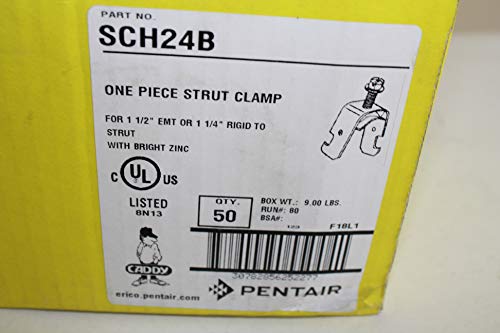 PART NO.
SCH24B
ONE PIECE STRUT CLAMP
FOR 1 1/2" EMT OR 1 1/4" RIGID TO
STRUT
WITH BRIGHT ZINC
C UL US
LISTED
8N13
CADDY
erico.pentair.com
QTY.
50
BOX WT.: 9.00 LBS.
RUN#: 80
BSA#:
123 F18L1
30782856252277
PENTAIR